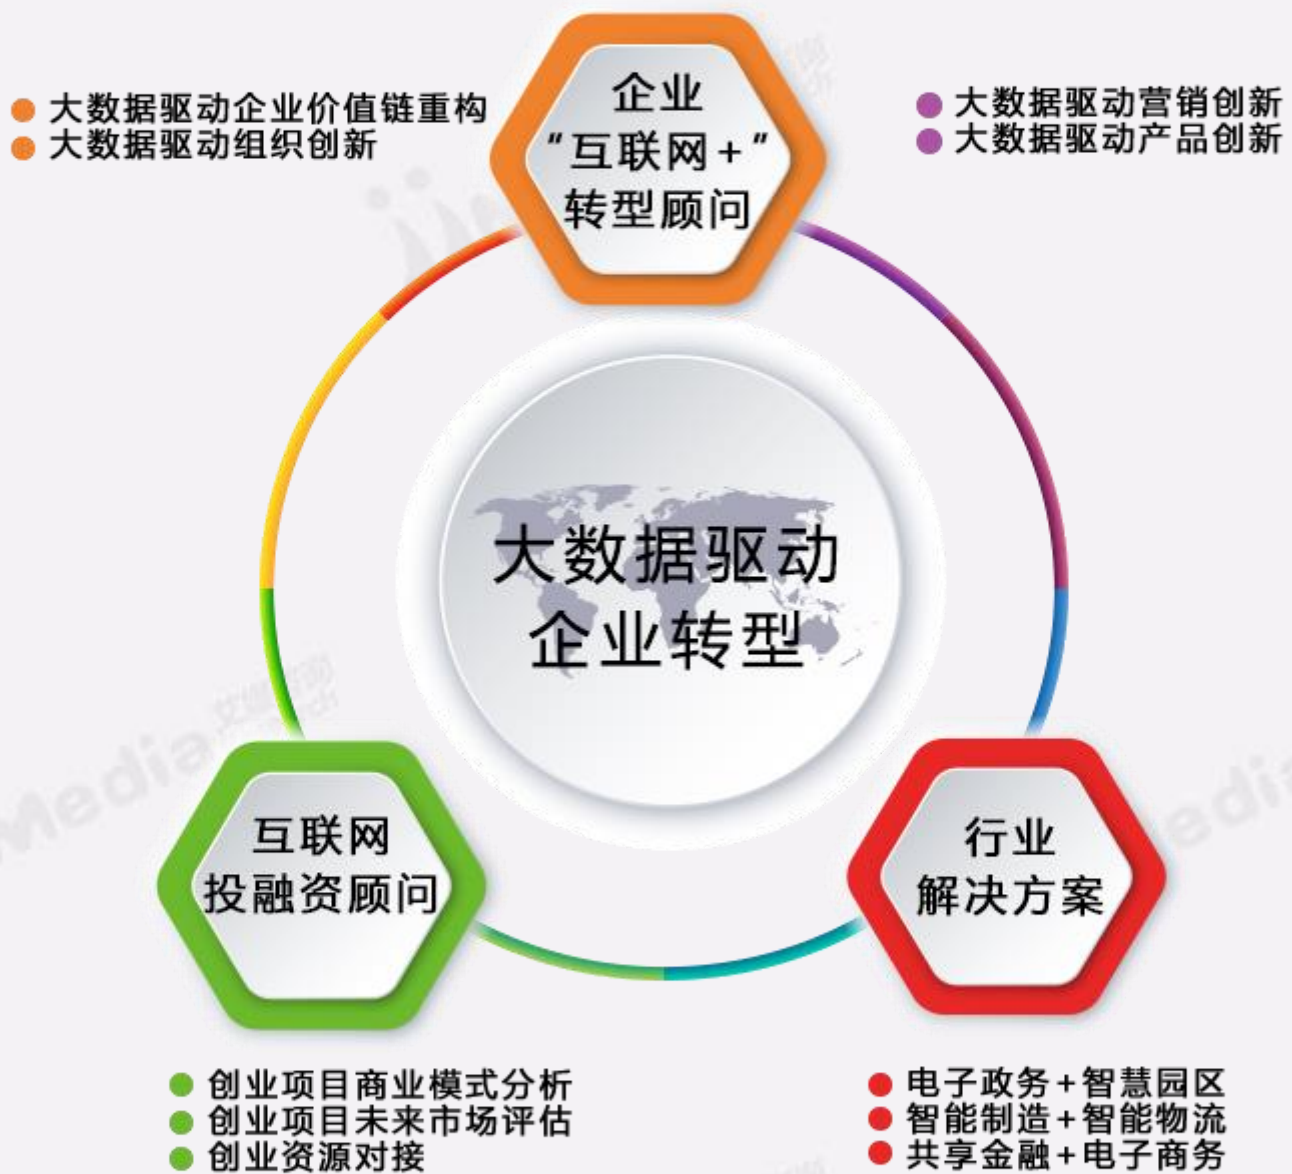 企业
“互联网+”
转型顾问
大数据驱动企业价值链重构
大数据驱动组织创新
大数据驱动营销创新
大数据驱动产品创新
大数据驱动
企业转型
互联网
投融资顾问
行业
解决方案
创业项目商业模式分析
创业项目未来市场评估
创业资源对接
电子政务+智慧园区
智能制造+智能物流
共享金融+电子商务